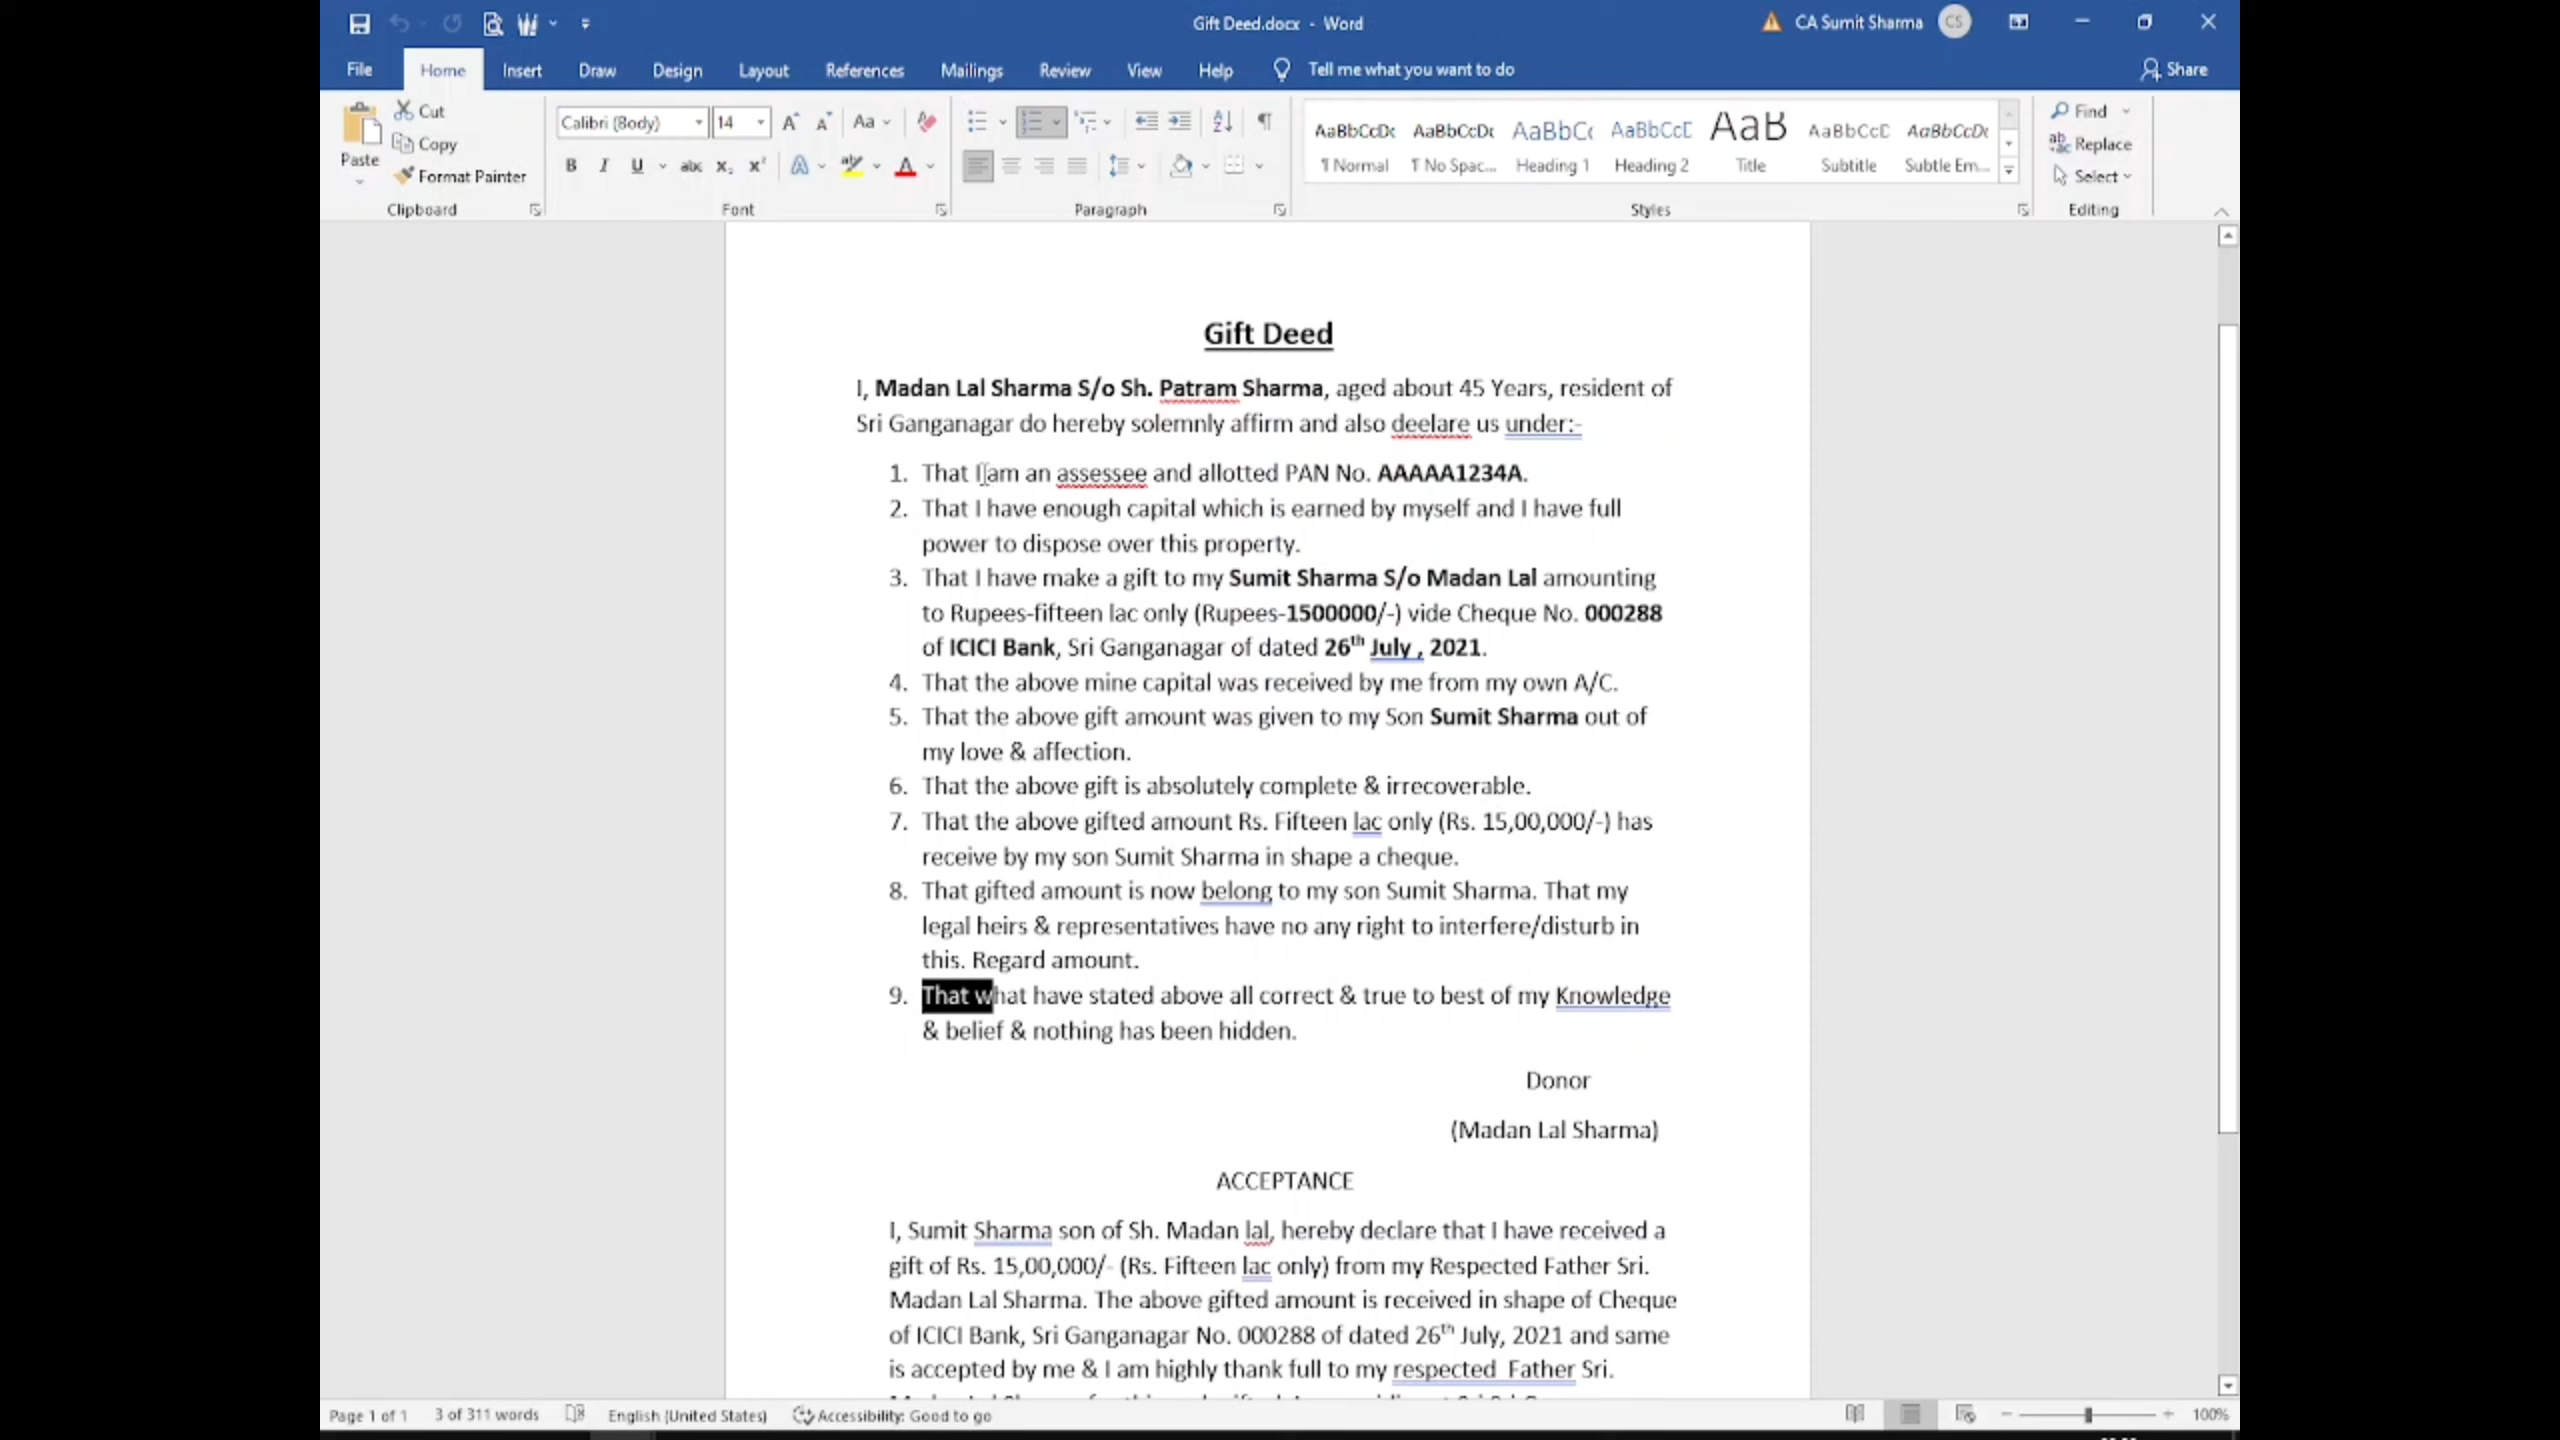 Gift Deed.docx - Word
CA Sumit Sharma CS
File Home Insert Draw Design Layout References Mailings Review View Help Tell me what you want to do Share
Paste Cut Copy Format Painter Clipboard
Calibri (Body) 14 Aa
B I U abc x₂ x² A A
Font
Paragraph
AaBbCcDc AaBbCcDc AaBbCc AaBbCcD AaB AaBbCcD AaBbCcDc
¶ Normal ¶ No Spac... Heading 1 Heading 2 Title Subtitle Subtle Em...
Styles
Find
Replace
Select
Editing
Gift Deed
I, Madan Lal Sharma S/o Sh. Patram Sharma, aged about 45 Years, resident of
Sri Ganganagar do hereby solemnly affirm and also deelare us under:-
1. That I am an assessee and allotted PAN No. AAAAA1234A.
2. That I have enough capital which is earned by myself and I have full
power to dispose over this property.
3. That I have make a gift to my Sumit Sharma S/o Madan Lal amounting
to Rupees-fifteen lac only (Rupees-1500000/-) vide Cheque No. 000288
of ICICI Bank, Sri Ganganagar of dated 26th July , 2021.
4. That the above mine capital was received by me from my own A/C.
5. That the above gift amount was given to my Son Sumit Sharma out of
my love & affection.
6. That the above gift is absolutely complete & irrecoverable.
7. That the above gifted amount Rs. Fifteen lac only (Rs. 15,00,000/-) has
receive by my son Sumit Sharma in shape a cheque.
8. That gifted amount is now belong to my son Sumit Sharma. That my
legal heirs & representatives have no any right to interfere/disturb in
this. Regard amount.
9. That what have stated above all correct & true to best of my Knowledge
& belief & nothing has been hidden.
Donor
(Madan Lal Sharma)
ACCEPTANCE
I, Sumit Sharma son of Sh. Madan lal, hereby declare that I have received a
gift of Rs. 15,00,000/- (Rs. Fifteen lac only) from my Respected Father Sri.
Madan Lal Sharma. The above gifted amount is received in shape of Cheque
of ICICI Bank, Sri Ganganagar No. 000288 of dated 26th July, 2021 and same
is accepted by me & I am highly thank full to my respected Father Sri.
Page 1 of 1 3 of 311 words English (United States) Accessibility: Good to go 100%